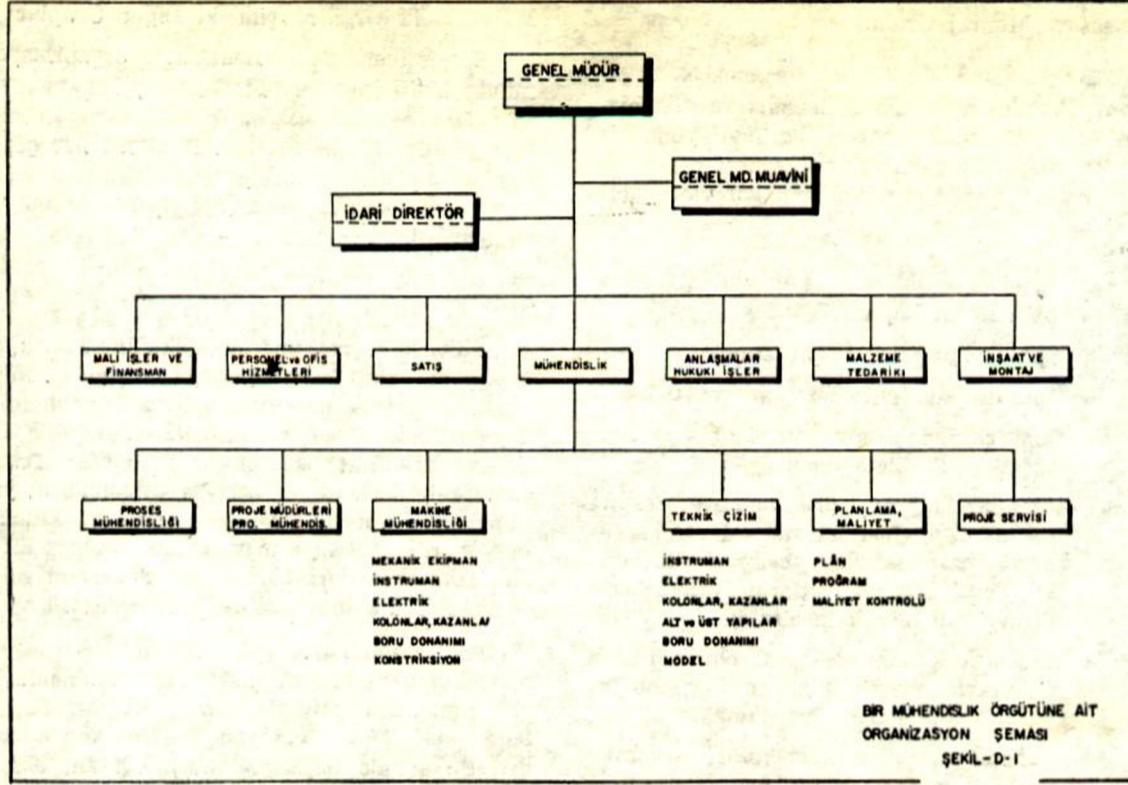 GENEL MÜDÜR
GENEL MD. MUAVİNİ
İDARİ DİREKTÖR
MALİ İŞLER VE
FİNANSMAN
PERSONEL ve OFİS
HİZMETLERİ
SATIŞ
MÜHENDİSLİK
ANLAŞMALAR
HUKUKİ İŞLER
MALZEME
TEDARİKİ
İNŞAAT VE
MONTAJ
PROSES
MÜHENDİSLİĞİ
PROJE MÜDÜRLERİ
PRO. MÜHENDİS.
MAKİNE
MÜHENDİSLİĞİ
TEKNİK ÇİZİM
PLANLAMA,
MALİYET
PROJE SERVİSİ
MEKANİK EKİPMAN
İNSTRUMAN
ELEKTRİK
KOLONLAR, KAZANLAR
BORU DONANIMI
KONSTRİKSİYON
İNSTRUMAN
ELEKTRİK
KOLONLAR, KAZANLAR
ALT ve ÜST YAPILAR
BORU DONANIMI
MODEL
PLÂN
PROĞRAM
MALİYET KONTROLÜ
BİR MÜHENDİSLİK ÖRGÜTÜNE AİT
ORGANİZASYON ŞEMASI
ŞEKİL-D-I